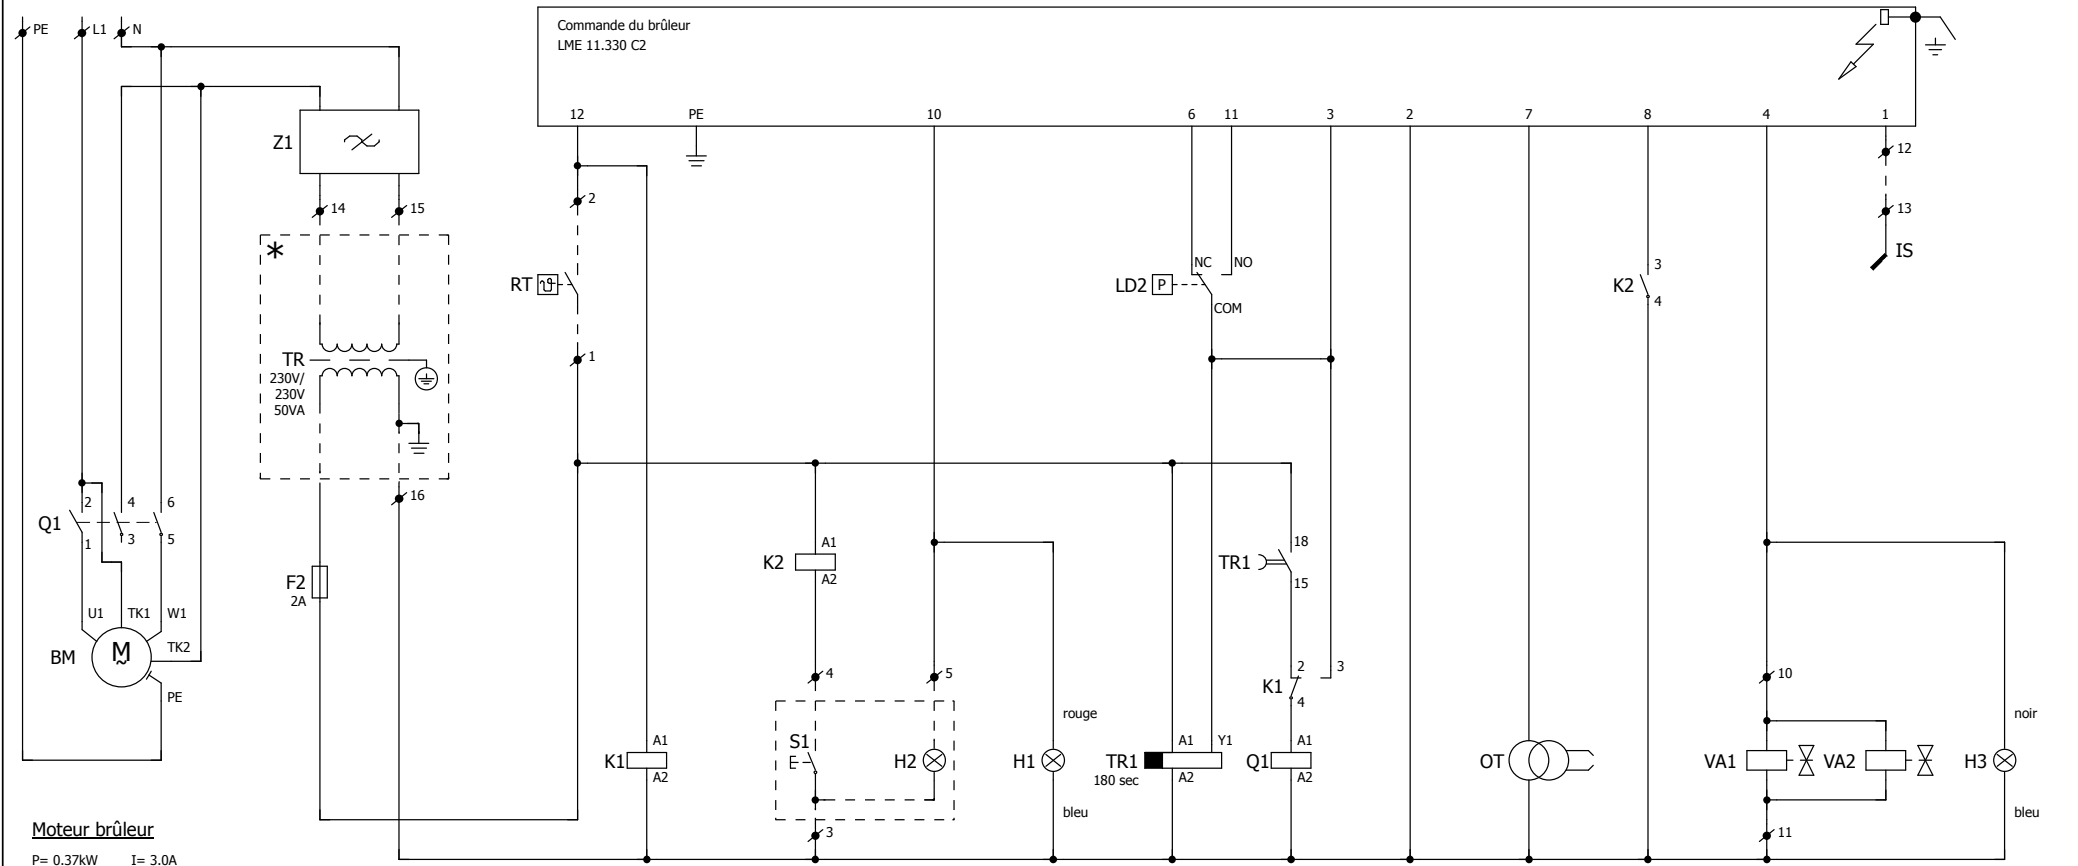 Commande du brûleur
LME 11.330 C2
PE
L1
N
12
PE
10
6
11
3
2
7
8
4
1
Z1
12
14
15
2
13
*
IS
NC
NO
RT
ϑ
LD2
P
K2
3
4
COM
TR
230V/
230V
50VA
1
16
Q1
2
4
6
1
3
5
F2
2A
K2
A1
A2
TR1
18
15
U1
TK1
W1
BM
M
~
TK2
PE
4
5
K1
2
3
4
10
rouge
noir
S1
E
H2
H1
K1
A1
A2
TR1
180 sec
A1
Y1
A2
Q1
A1
A2
OT
VA1
VA2
H3
bleu
bleu
3
11
Moteur brûleur
P= 0.37kW I= 3.0A